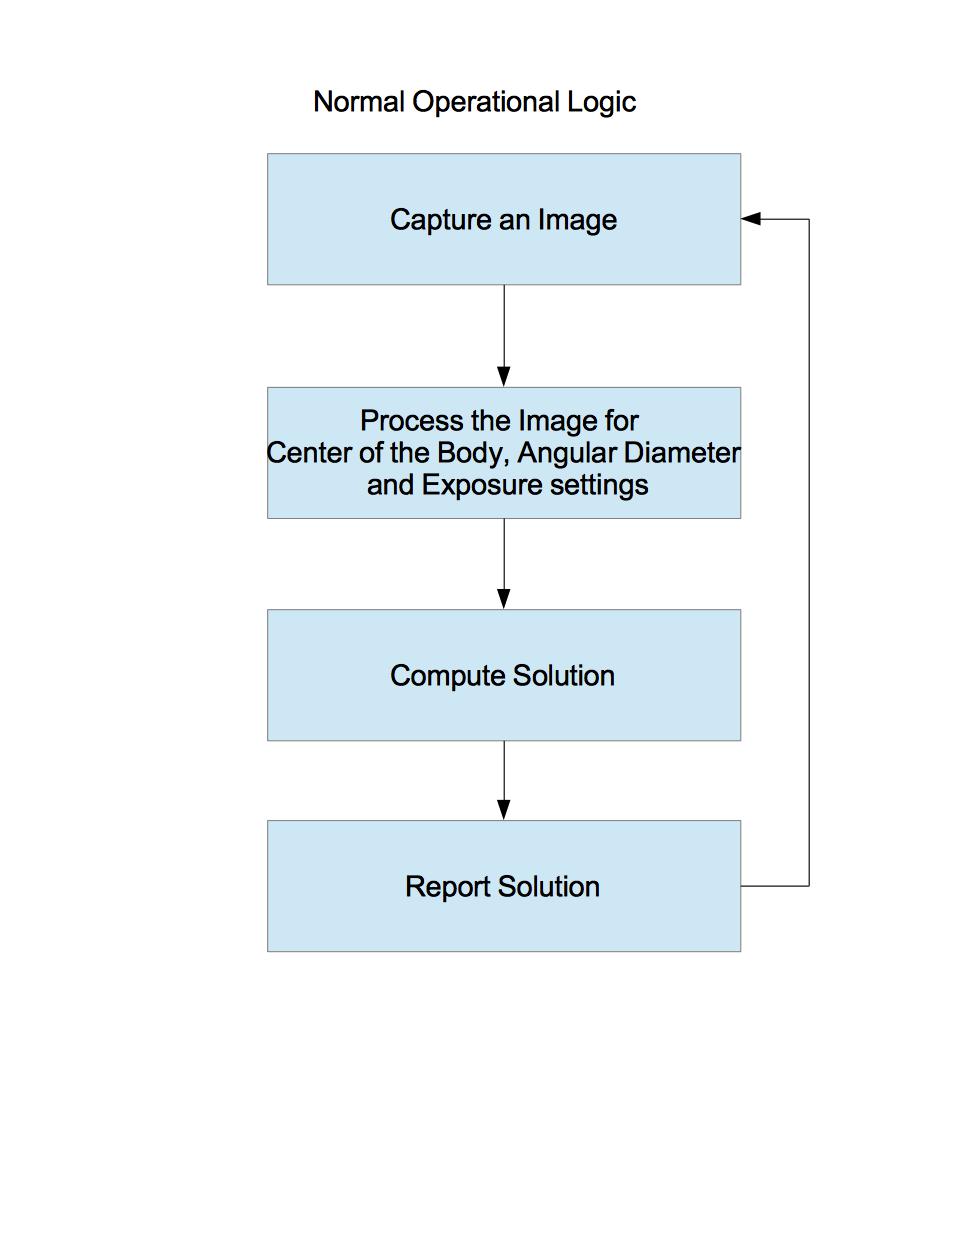 Normal Operational Logic
Capture an Image
Process the Image for
Center of the Body, Angular Diameter
and Exposure settings
Compute Solution
Report Solution